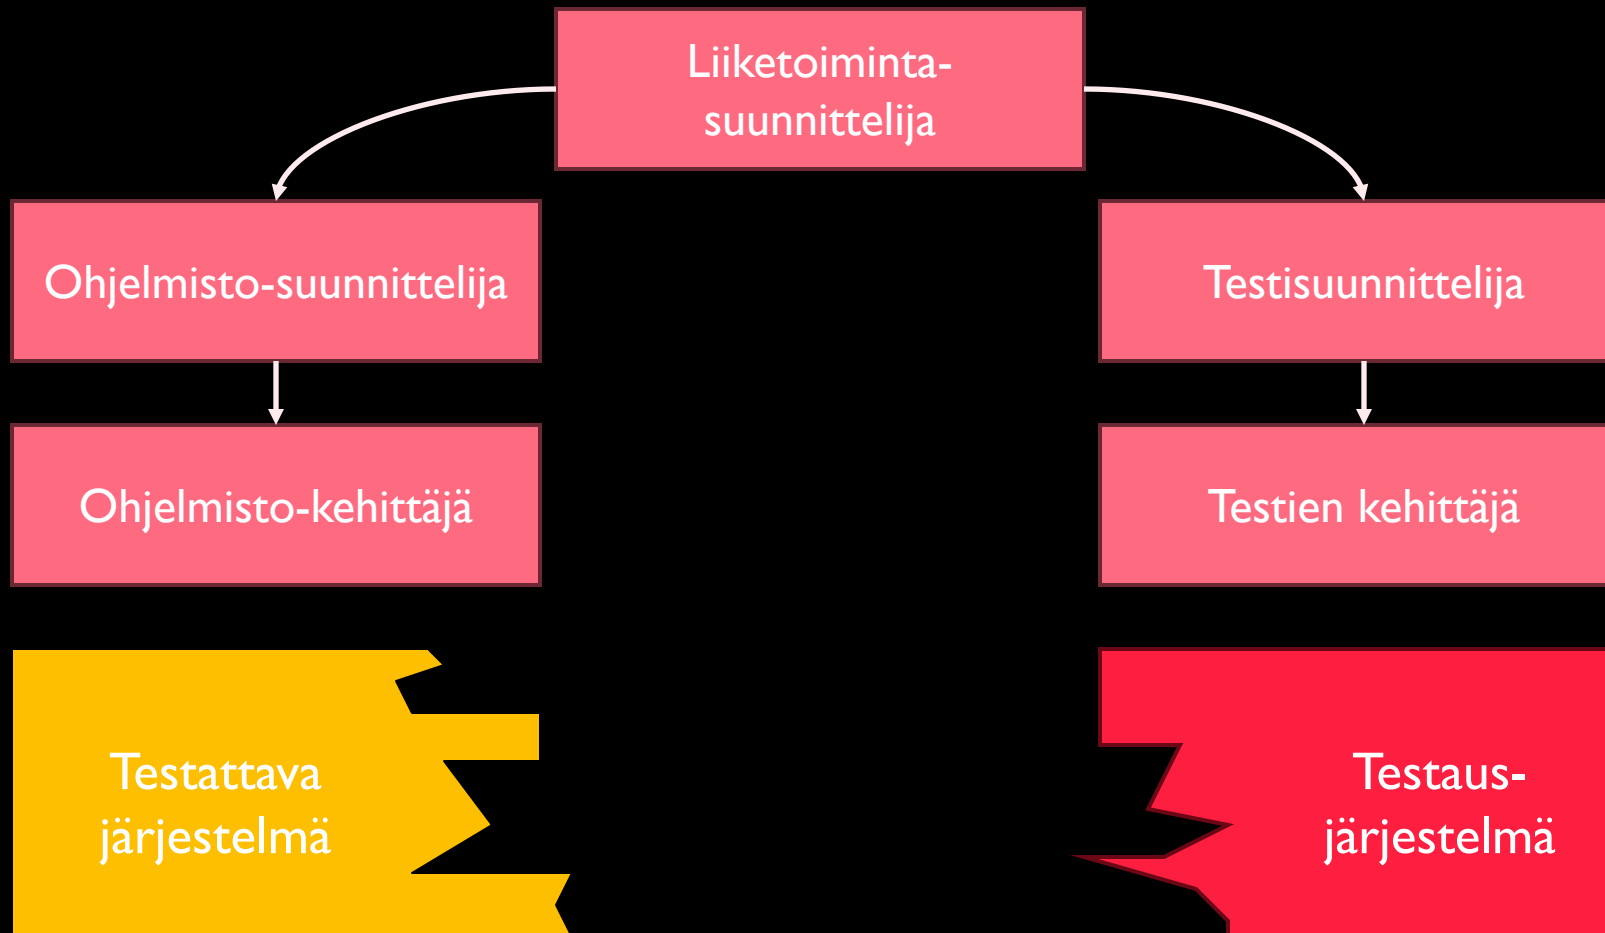 Liiketoiminta-
suunnittelija
Ohjelmisto-suunnittelija
Testisuunnittelija
Ohjelmisto-kehittäjä
Testien kehittäjä
Testattava
järjestelmä
Testaus-
järjestelmä